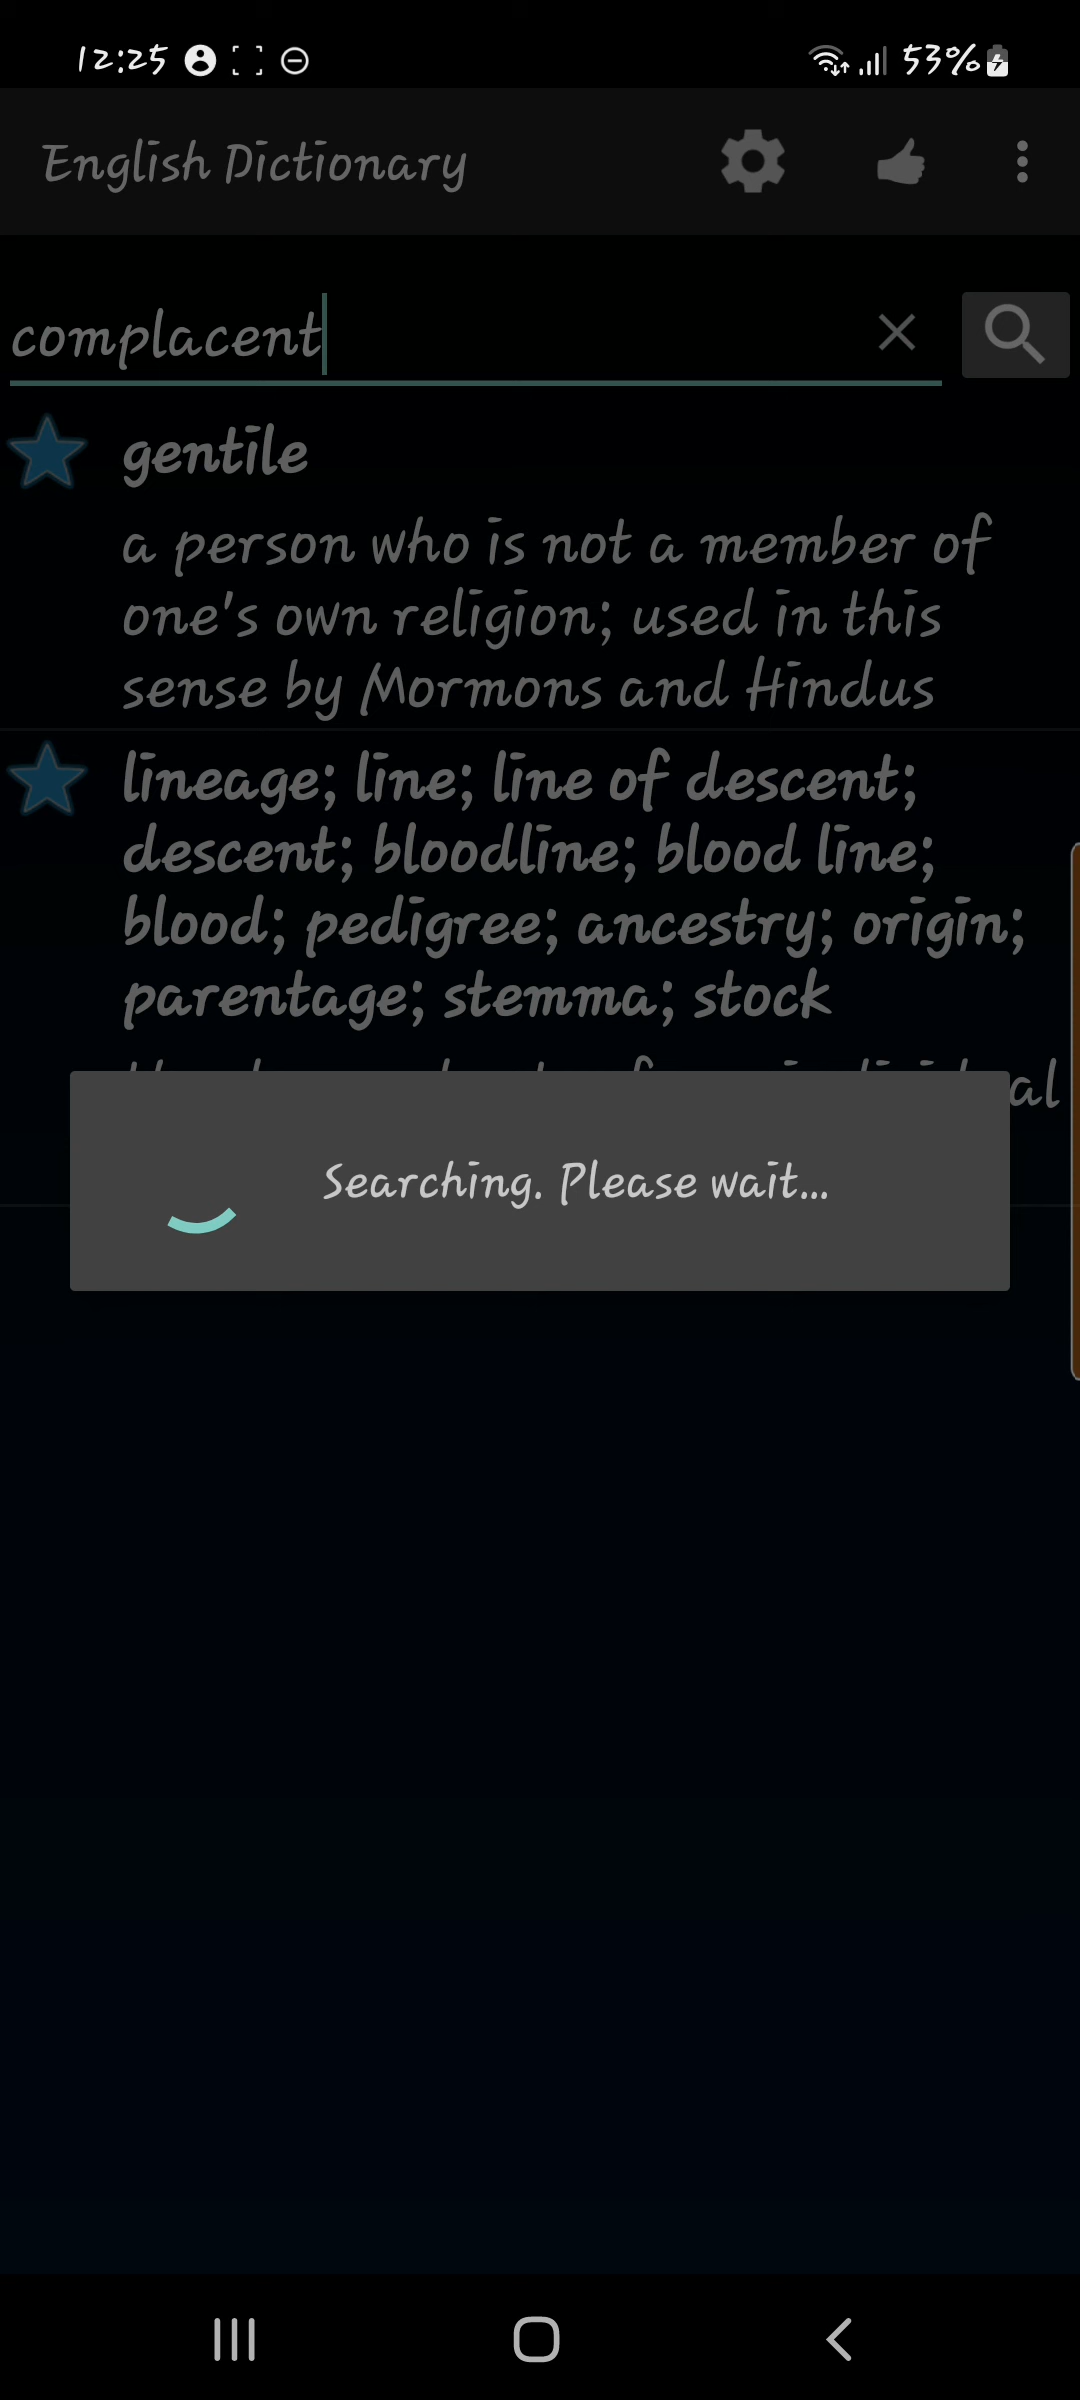 12:25 53%
English Dictionary
complacent
gentile
a person who is not a member of
one's own religion; used in this
sense by Mormons and Hindus
lineage; line; line of descent;
descent; bloodline; blood line;
blood; pedigree; ancestry; origin;
parentage; stemma; stock
Searching. Please wait...